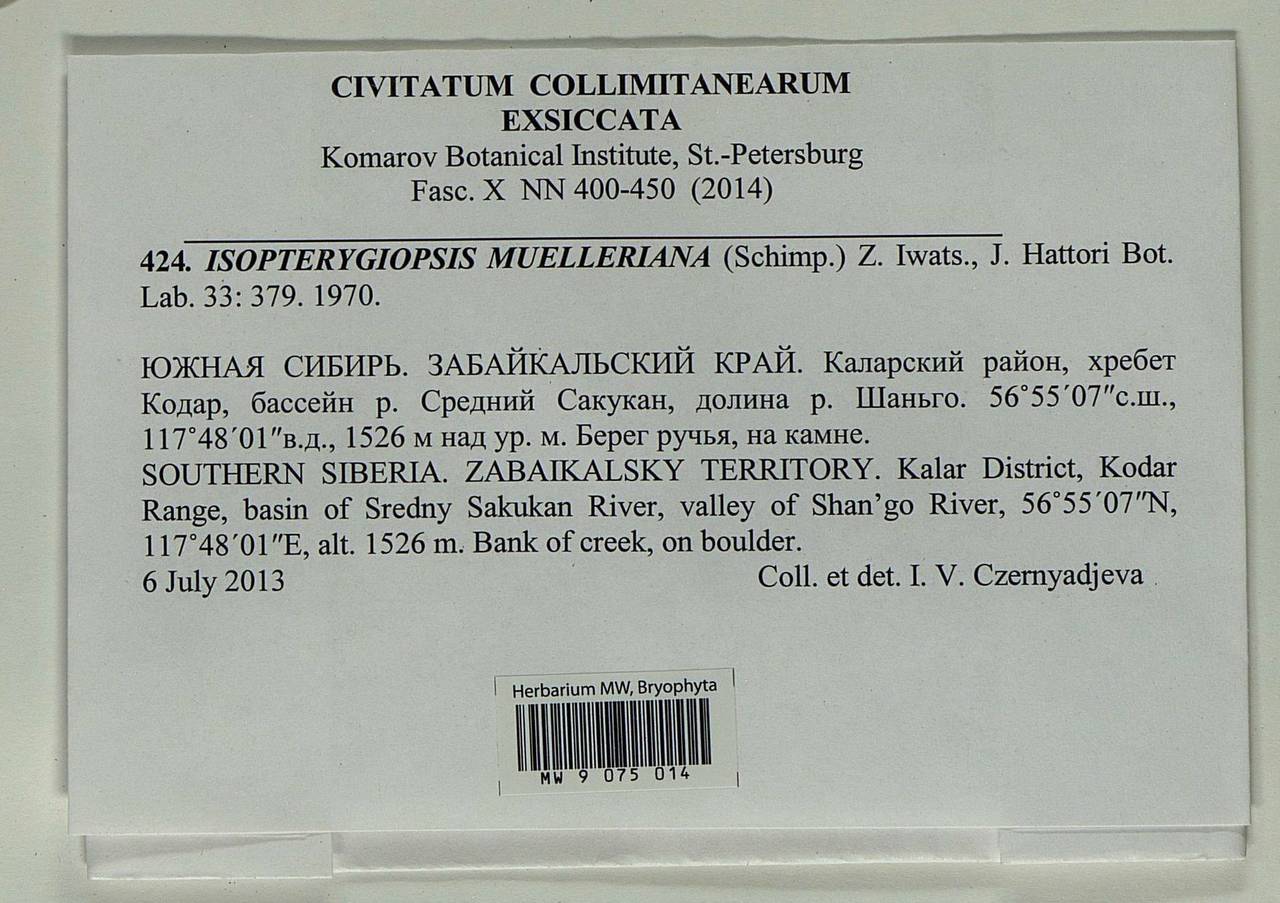 CIVITATUM COLLIMITANEARUM
EXSICCATA
Komarov Botanical Institute, St.-Petersburg
Fasc. X NN 400-450 (2014)
424. ISOPTERYGIOPSIS MUELLERIANA (Schimp.) Z. Iwats., J. Hattori Bot.
Lab. 33: 379. 1970.
ЮЖНАЯ СИБИРЬ. ЗАБАЙКАЛЬСКИЙ КРАЙ. Каларский район, хребет
Кодар, бассейн р. Средний Сакукан, долина р. Шаньго. 56°55´07″с.ш.,
117°48´01″в.д., 1526 м над ур. м. Берег ручья, на камне.
SOUTHERN SIBERIA. ZABAIKALSKY TERRITORY. Kalar District, Kodar
Range, basin of Sredny Sakukan River, valley of Shan’go River, 56°55´07″N,
117°48´01″E, alt. 1526 m. Bank of creek, on boulder.
6 July 2013 Coll. et det. I. V. Czernyadjeva
Herbarium MW, Bryophyta
MW 9 075 014